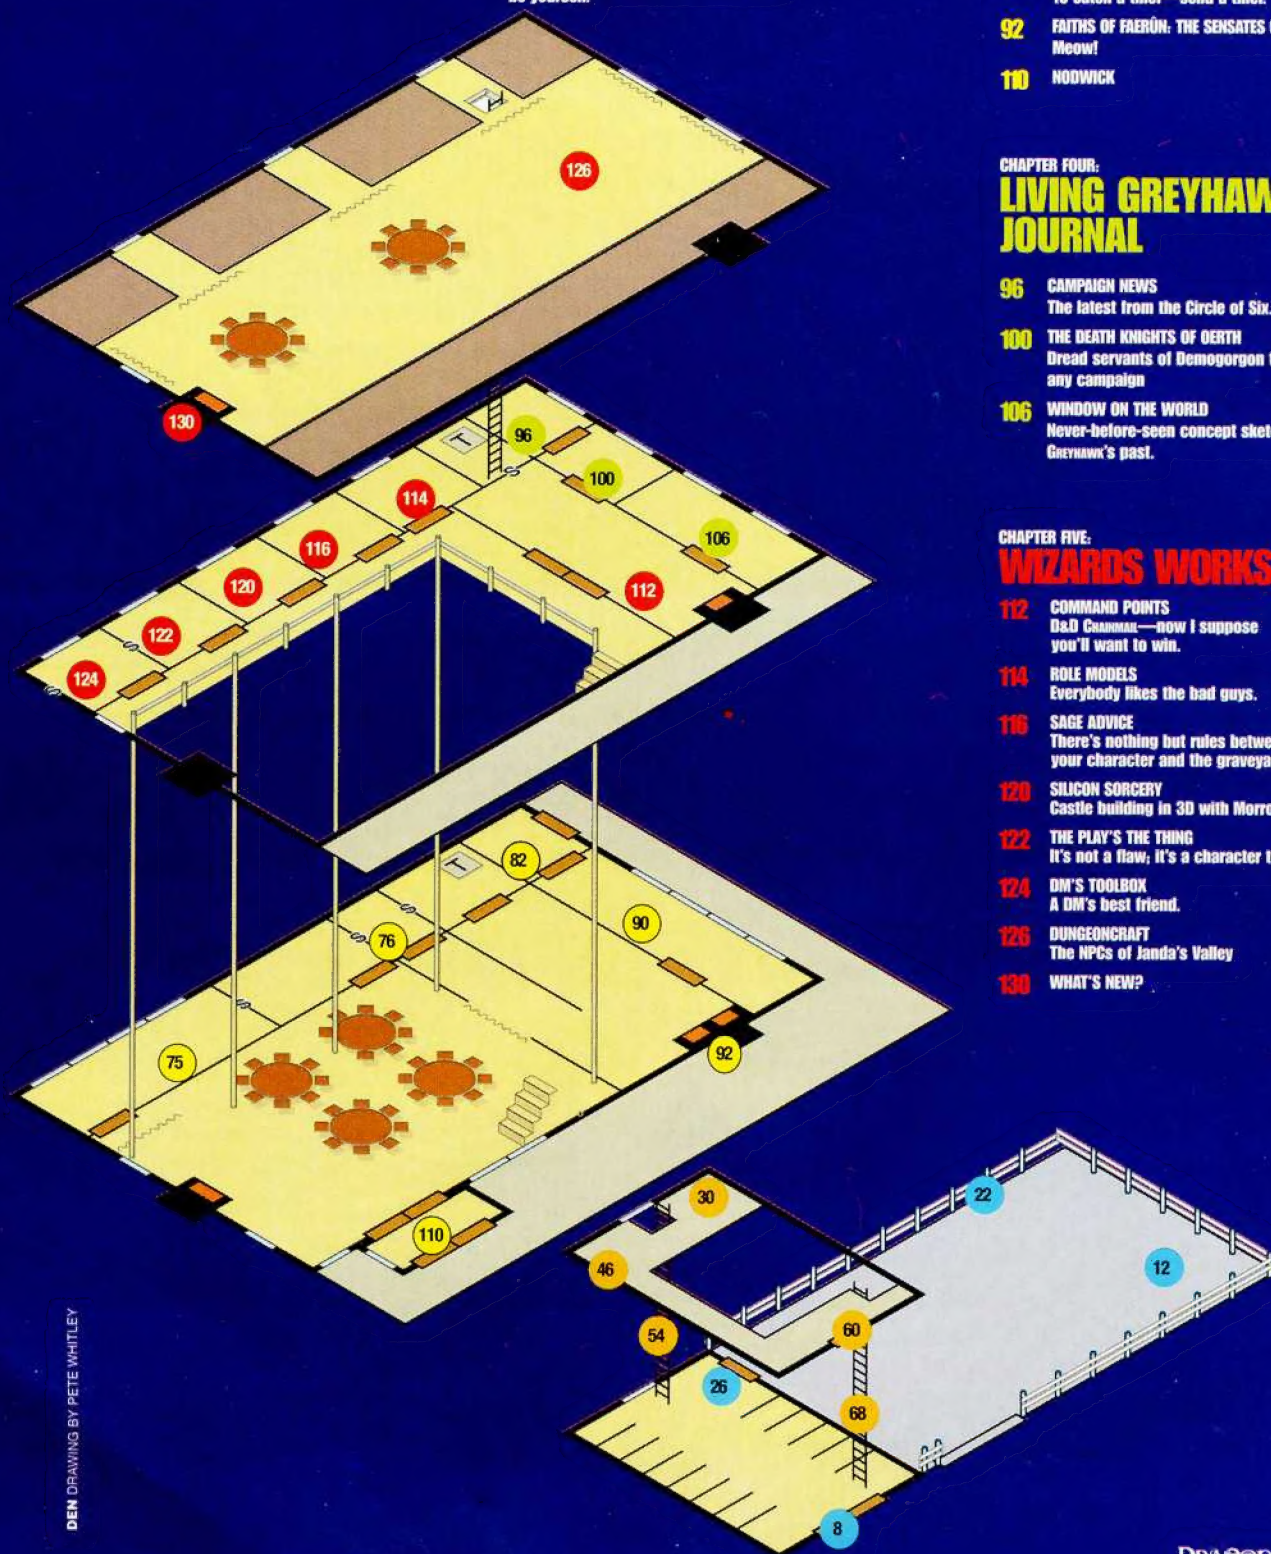 be yourself.
To catch a thief—send a thief.
92 FAITHS OF FAERÛN: THE SENSATES
Meow!
110 NODWICK
CHAPTER FOUR:
LIVING GREYHAW
JOURNAL
96 CAMPAIGN NEWS
The latest from the Circle of Six.
100 THE DEATH KNIGHTS OF OERTH
Dread servants of Demogorgon
any campaign
106 WINDOW ON THE WORLD
Never-before-seen concept sket
GREYHAWK's past.
CHAPTER FIVE:
WIZARDS WORKS
112 COMMAND POINTS
D&D CHAINMAIL—now I suppose
you'll want to win.
114 ROLE MODELS
Everybody likes the bad guys.
116 SAGE ADVICE
There's nothing but rules betwe
your character and the graveya
120 SILICON SORCERY
Castle building in 3D with Morro
122 THE PLAY'S THE THING
It's not a flaw; it's a character t
124 DM'S TOOLBOX
A DM's best friend.
126 DUNGEONCRAFT
The NPCs of Janda's Valley
130 WHAT'S NEW?
126
130
T
96
S
100
114
106
116
112
120
S
122
S
124
T
82
S
90
S
76
S
92
75
110
30
22
12
46
54
60
26
68
8
DEN DRAWING BY PETE WHITLEY